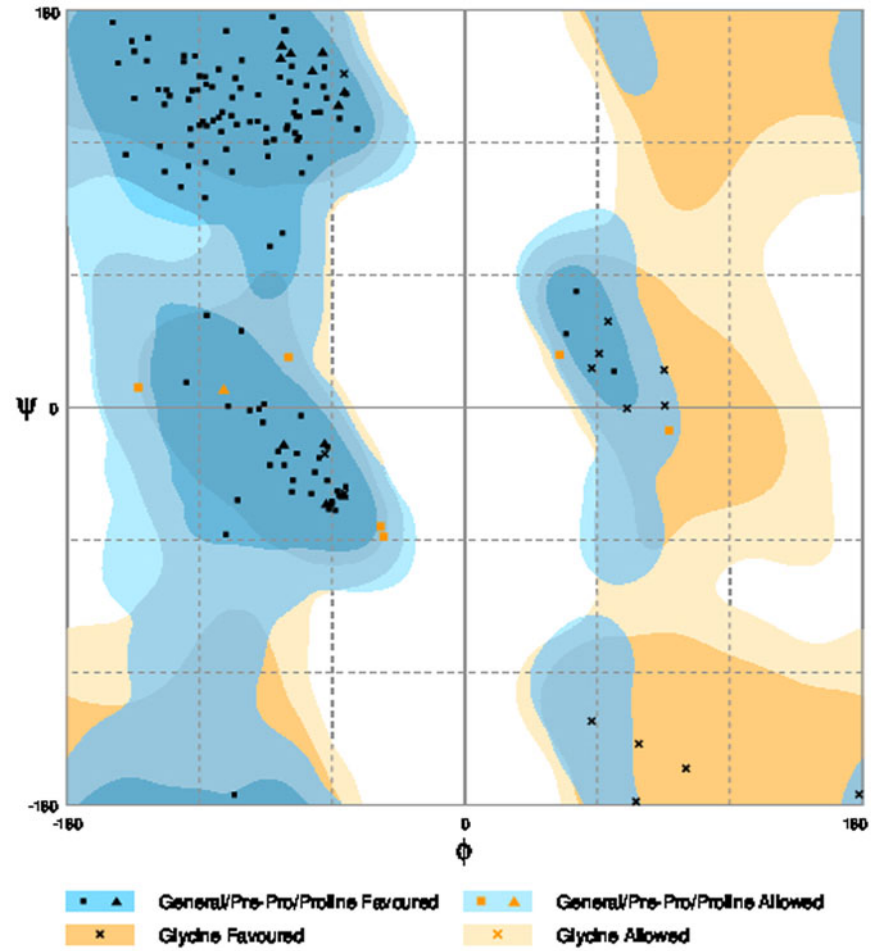 180
ψ 0
-180
-180 0 180
ϕ
General/Pre-Pro/Proline Favoured General/Pre-Pro/Proline Allowed
Glycine Favoured Glycine Allowed